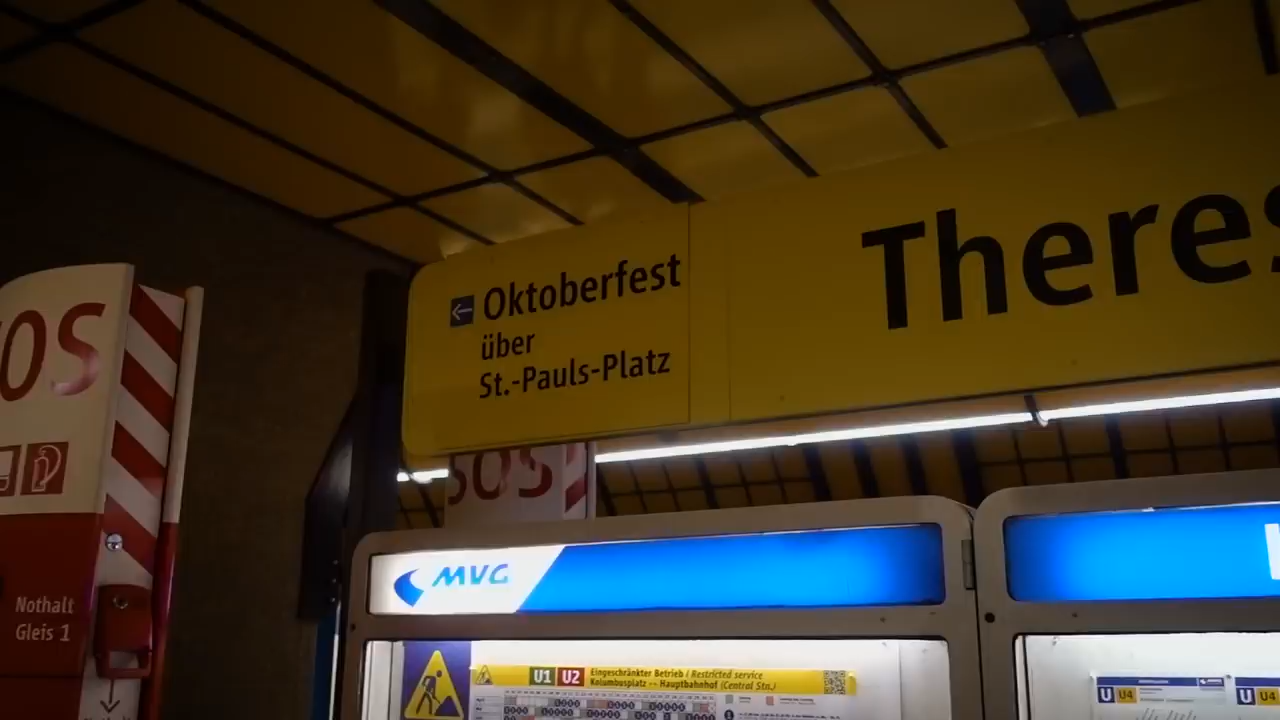 Oktoberfest
über
St.-Pauls-Platz
Theres
SOS
SOS
Nothalt
Gleis 1
MVG
U1 U2 Eingeschränkter Betrieb / Restricted service
Kolumbusplatz ↔ Hauptbahnhof (Central Stn.)
U U4 U U4